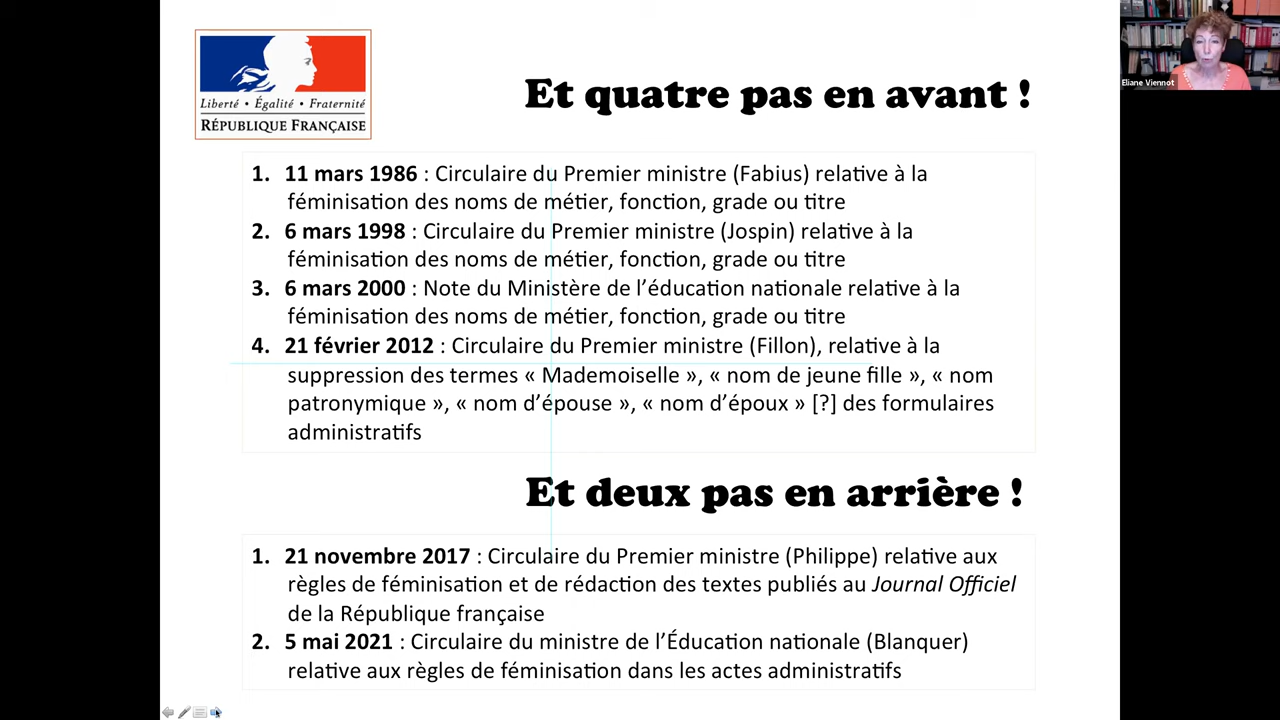 Liberté • Égalité • Fraternité
RÉPUBLIQUE FRANÇAISE
Et quatre pas en avant !
Eliane Viennot
1. 11 mars 1986 : Circulaire du Premier ministre (Fabius) relative à la
féminisation des noms de métier, fonction, grade ou titre
2. 6 mars 1998 : Circulaire du Premier ministre (Jospin) relative à la
féminisation des noms de métier, fonction, grade ou titre
3. 6 mars 2000 : Note du Ministère de l’éducation nationale relative à la
féminisation des noms de métier, fonction, grade ou titre
4. 21 février 2012 : Circulaire du Premier ministre (Fillon), relative à la
suppression des termes « Mademoiselle », « nom de jeune fille », « nom
patronymique », « nom d’épouse », « nom d’époux » [?] des formulaires
administratifs
Et deux pas en arrière !
1. 21 novembre 2017 : Circulaire du Premier ministre (Philippe) relative aux
règles de féminisation et de rédaction des textes publiés au Journal Officiel
de la République française
2. 5 mai 2021 : Circulaire du ministre de l’Éducation nationale (Blanquer)
relative aux règles de féminisation dans les actes administratifs